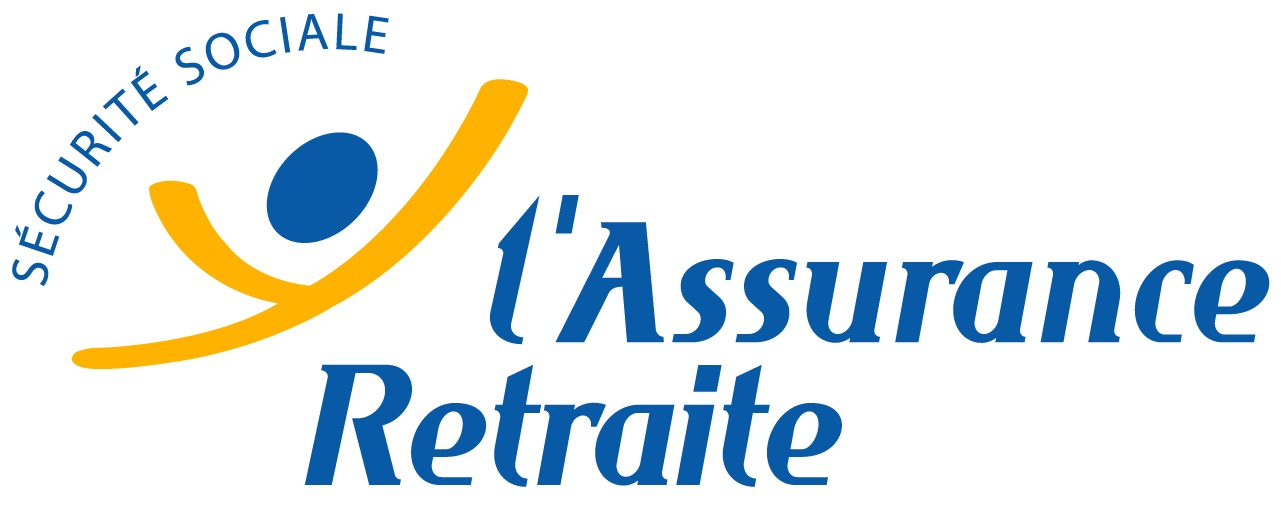 SÉCURITÉ SOCIALE
l'Assurance
Retraite